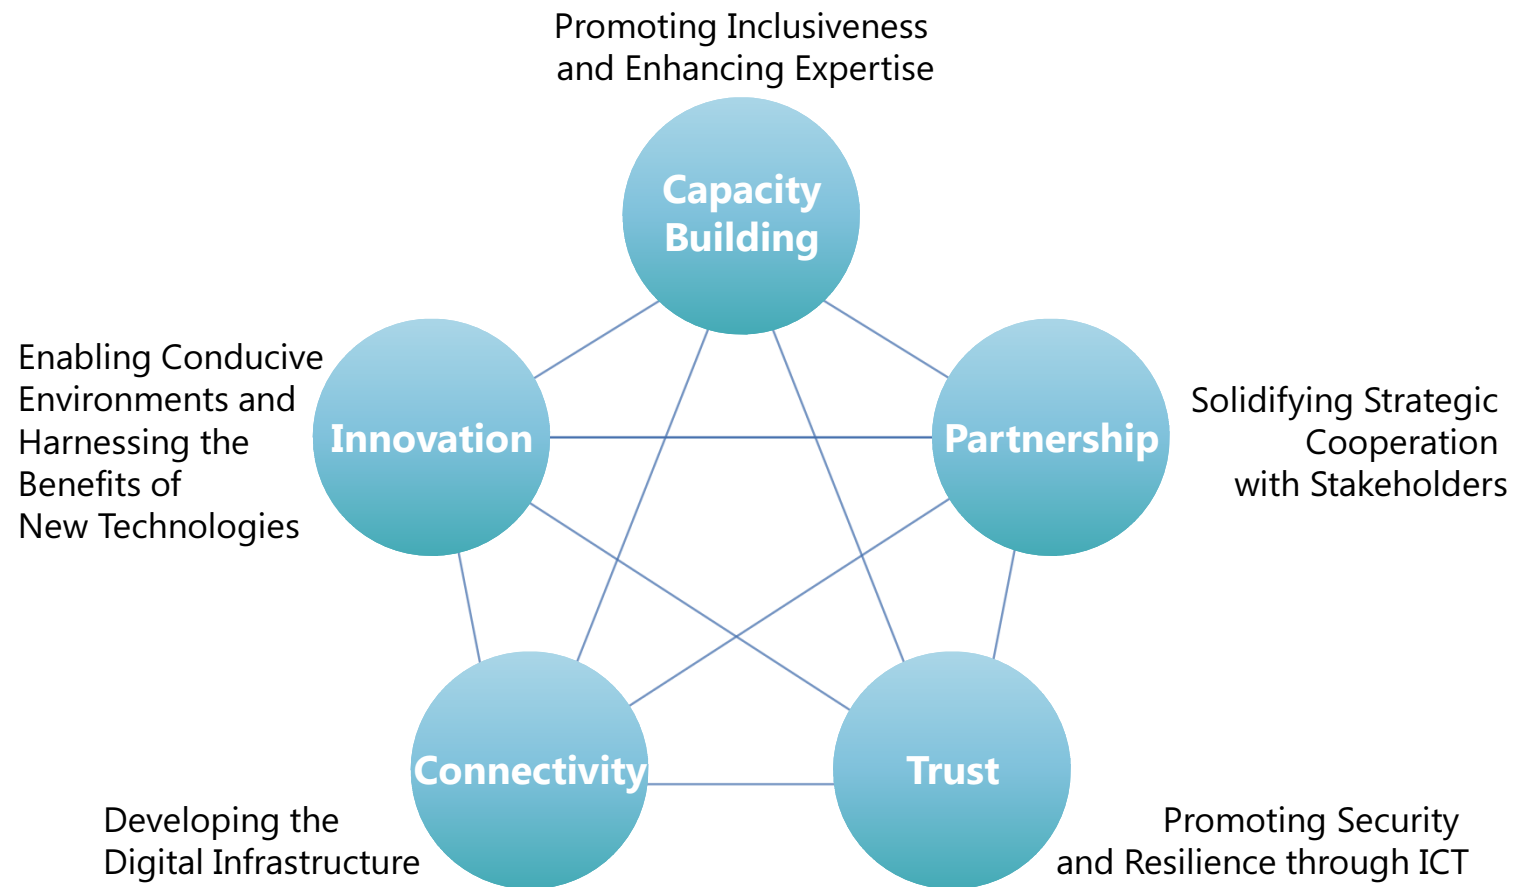 Promoting Inclusiveness
and Enhancing Expertise
Capacity
Building
Enabling Conducive
Environments and
Harnessing the
Benefits of
New Technologies
Innovation
Partnership
Solidifying Strategic
Cooperation
with Stakeholders
Connectivity
Trust
Developing the
Digital Infrastructure
Promoting Security
and Resilience through ICT